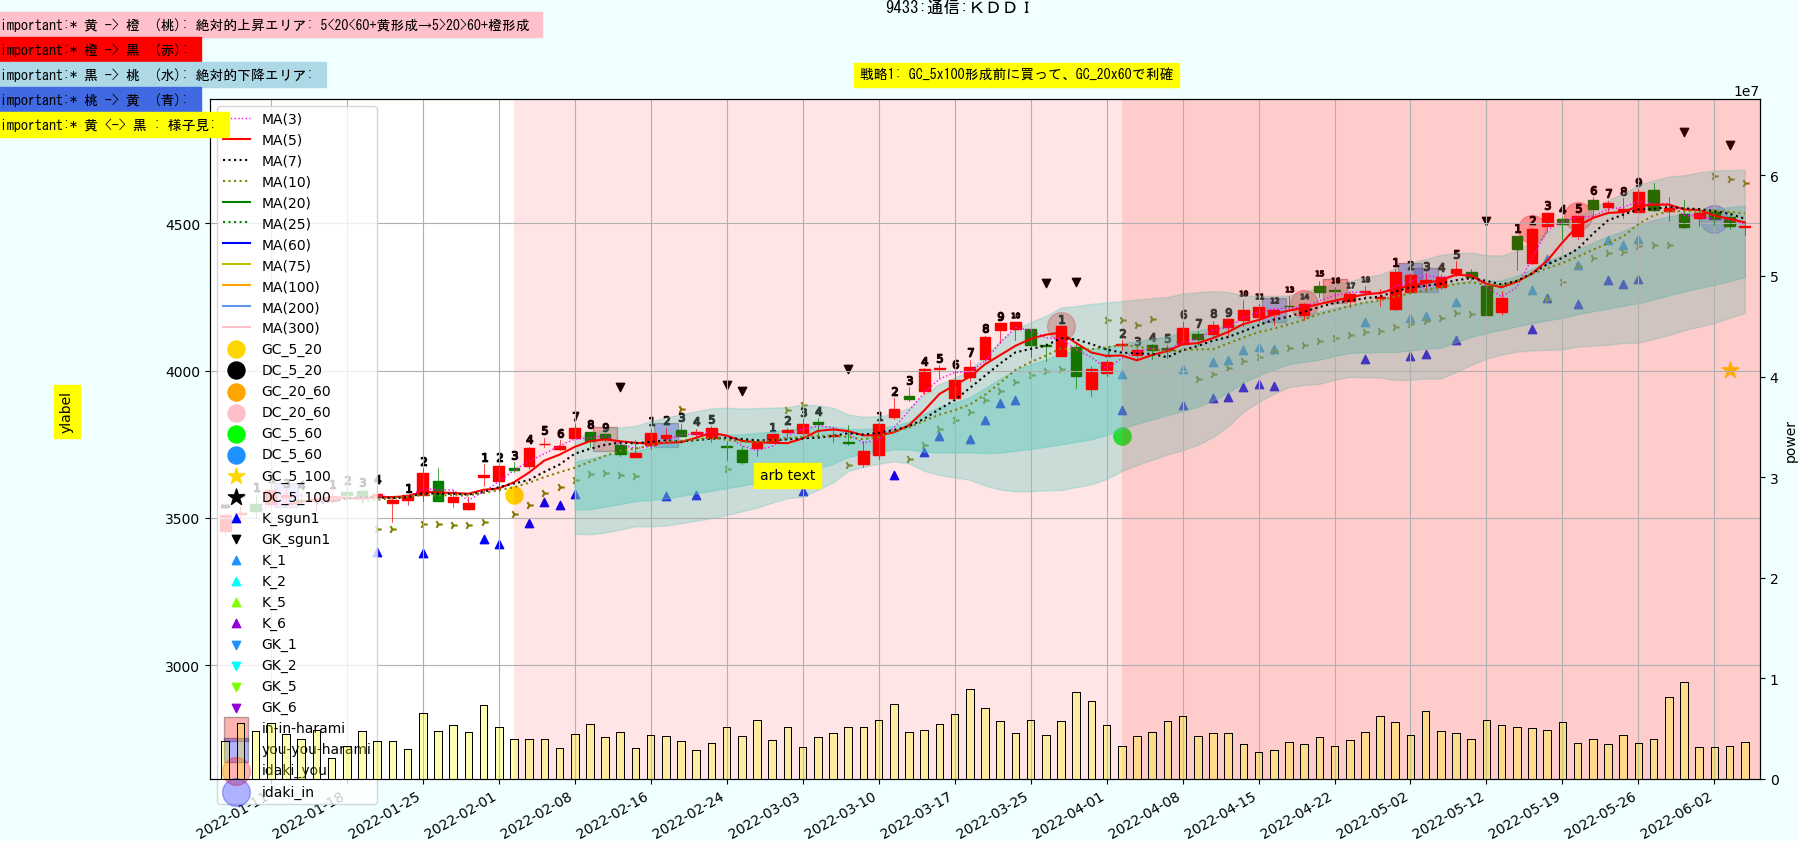 9433:通信:ＫＤＤＩ
important:* 黄 -> 橙 (桃): 絶対的上昇エリア: 5<20<60+黄形成→5>20>60+橙形成
important:* 橙 -> 黒 (赤):
important:* 黒 -> 桃 (水): 絶対的下降エリア:
戦略1: GC_5x100形成前に買って、GC_20x60で利確
important:* 桃 -> 黄 (青):
important:* 黄 <-> 黒 : 様子見:
1e7
MA(3)
MA(5)
MA(7)
MA(10)
MA(20)
MA(25)
MA(60)
MA(75)
MA(100)
MA(200)
MA(300)
GC_5_20
DC_5_20
GC_20_60
DC_20_60
GC_5_60
DC_5_60
GC_5_100
DC_5_100
K_sgun1
GK_sgun1
K_1
K_2
K_5
K_6
GK_1
GK_2
GK_5
GK_6
in-in-harami
you-you-harami
idaki_you
idaki_in
4500
4000
3500
3000
ylabel
arb text
6
5
4
3
2
1
0
power
2022-01-11
2022-01-18
2022-01-25
2022-02-01
2022-02-08
2022-02-16
2022-02-24
2022-03-03
2022-03-10
2022-03-17
2022-03-25
2022-04-01
2022-04-08
2022-04-15
2022-04-22
2022-05-02
2022-05-12
2022-05-19
2022-05-26
2022-06-02